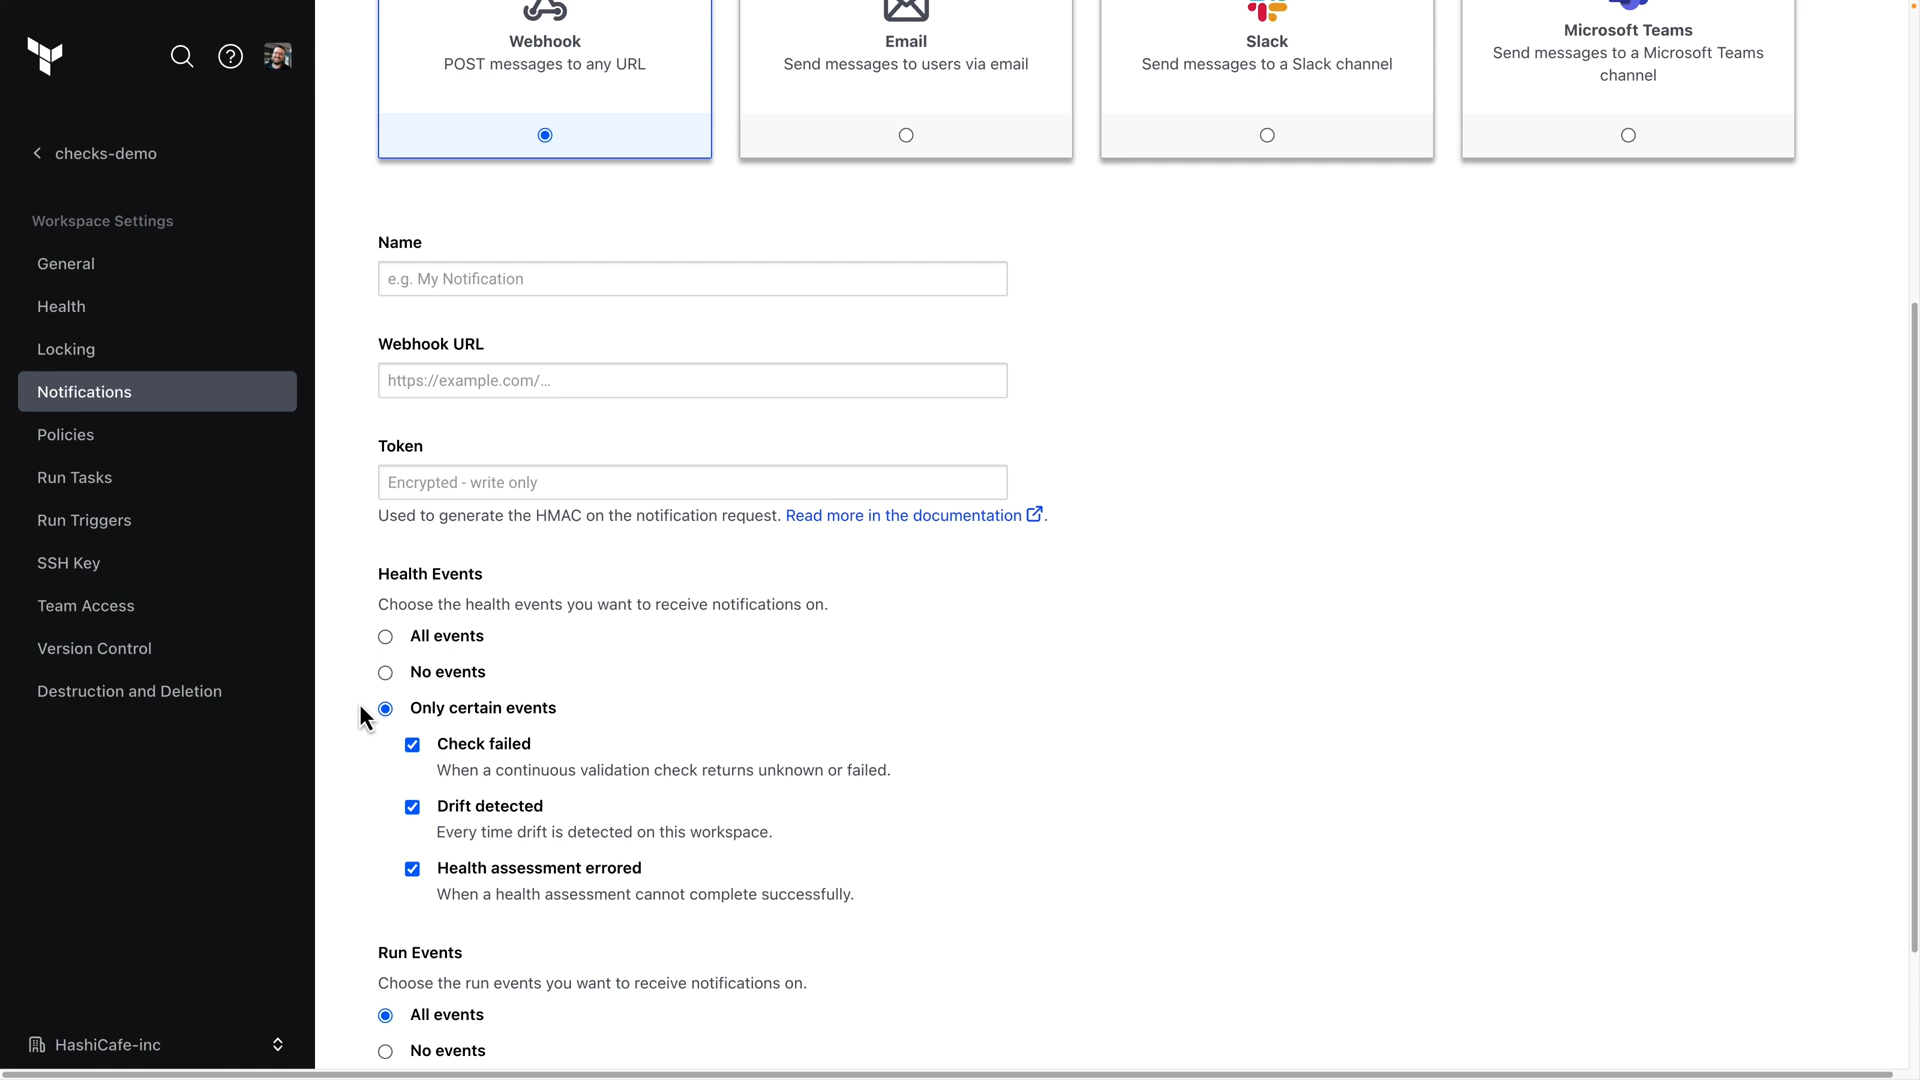 checks-demo
Workspace Settings
General
Health
Locking
Notifications
Policies
Run Tasks
Run Triggers
SSH Key
Team Access
Version Control
Destruction and Deletion
HashiCafe-inc
Webhook
POST messages to any URL
Email
Send messages to users via email
Slack
Send messages to a Slack channel
Microsoft Teams
Send messages to a Microsoft Teams
channel
Name
e.g. My Notification
Webhook URL
https://example.com/...
Token
Encrypted - write only
Used to generate the HMAC on the notification request. Read more in the documentation.
Health Events
Choose the health events you want to receive notifications on.
All events
No events
Only certain events
Check failed
When a continuous validation check returns unknown or failed.
Drift detected
Every time drift is detected on this workspace.
Health assessment errored
When a health assessment cannot complete successfully.
Run Events
Choose the run events you want to receive notifications on.
All events
No events